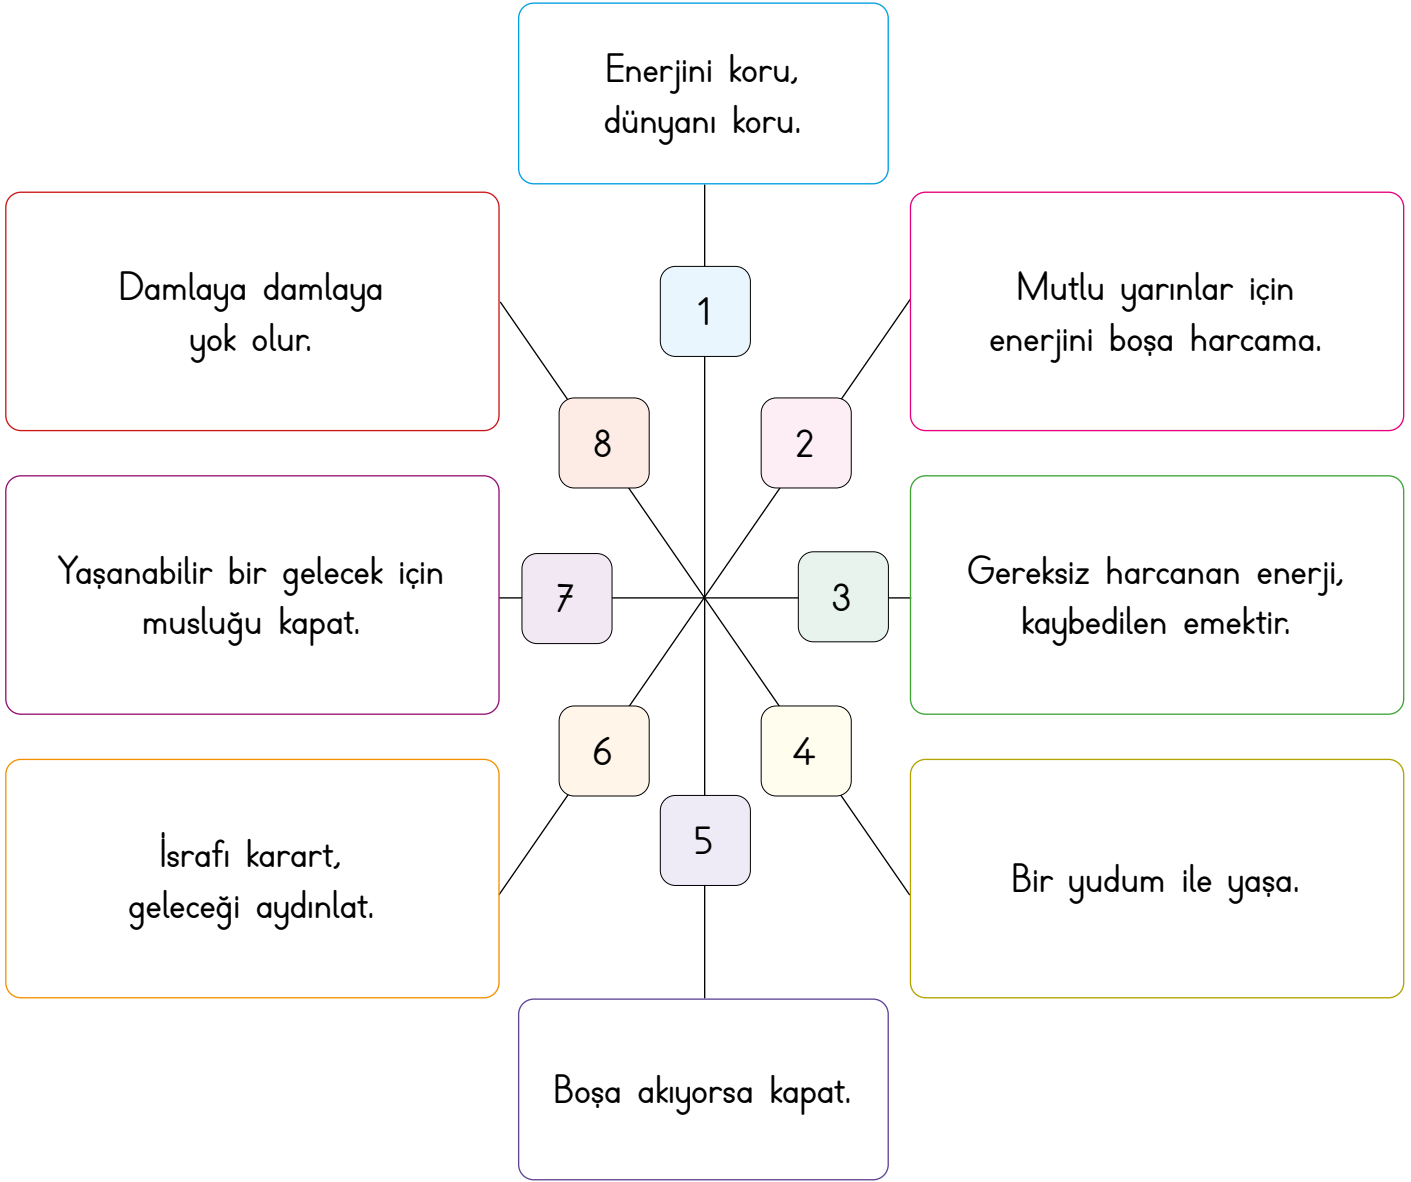 Enerjini koru,
dünyanı koru.
1
Mutlu yarınlar için
enerjini boşa harcama.
2
Gereksiz harcanan enerji,
kaybedilen emektir.
3
Bir yudum ile yaşa.
4
Boşa akıyorsa kapat.
5
İsrafı karart,
geleceği aydınlat.
6
Yaşanabilir bir gelecek için
musluğu kapat.
7
Damlaya damlaya
yok olur.
8